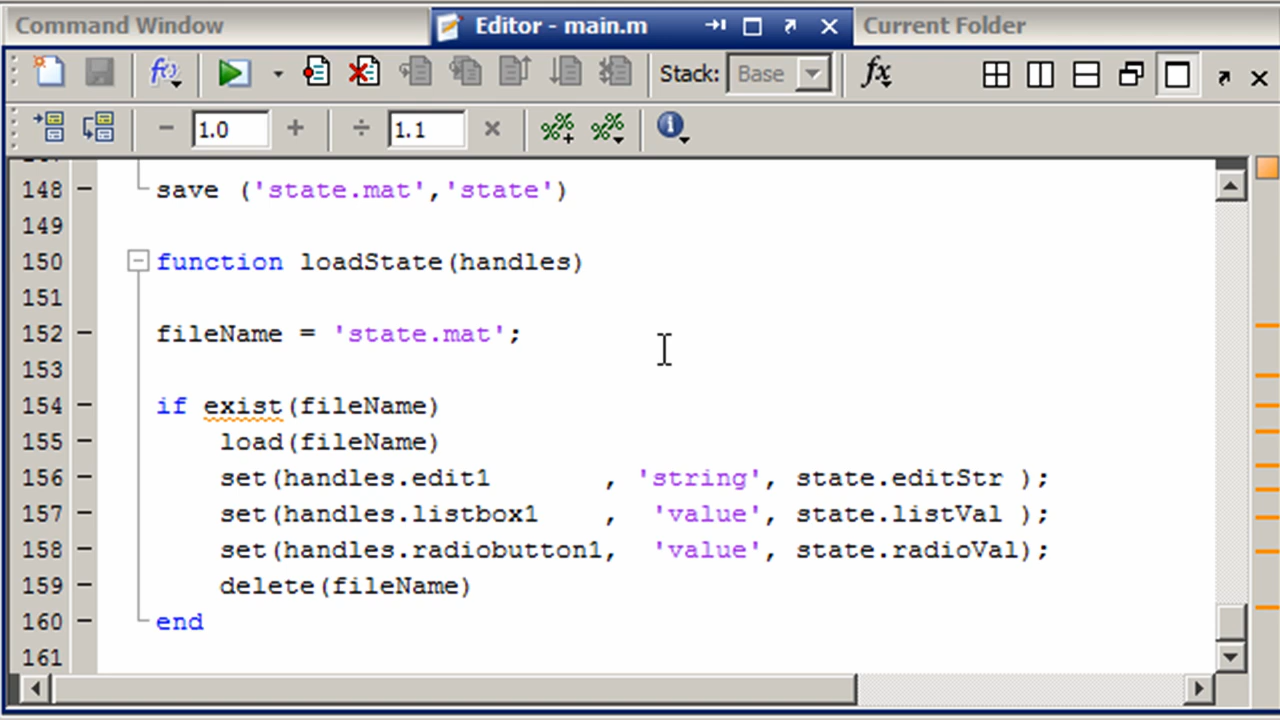 Command Window
Editor - main.m
Current Folder
Stack: Base
fx
1.0
1.1
148 save ('state.mat','state')
149
150 function loadState(handles)
151
152 fileName = 'state.mat';
153
154 if exist(fileName)
155 load(fileName)
156 set(handles.edit1 , 'string', state.editStr );
157 set(handles.listbox1 , 'value', state.listVal );
158 set(handles.radiobutton1, 'value', state.radioVal);
159 delete(fileName)
160 end
161